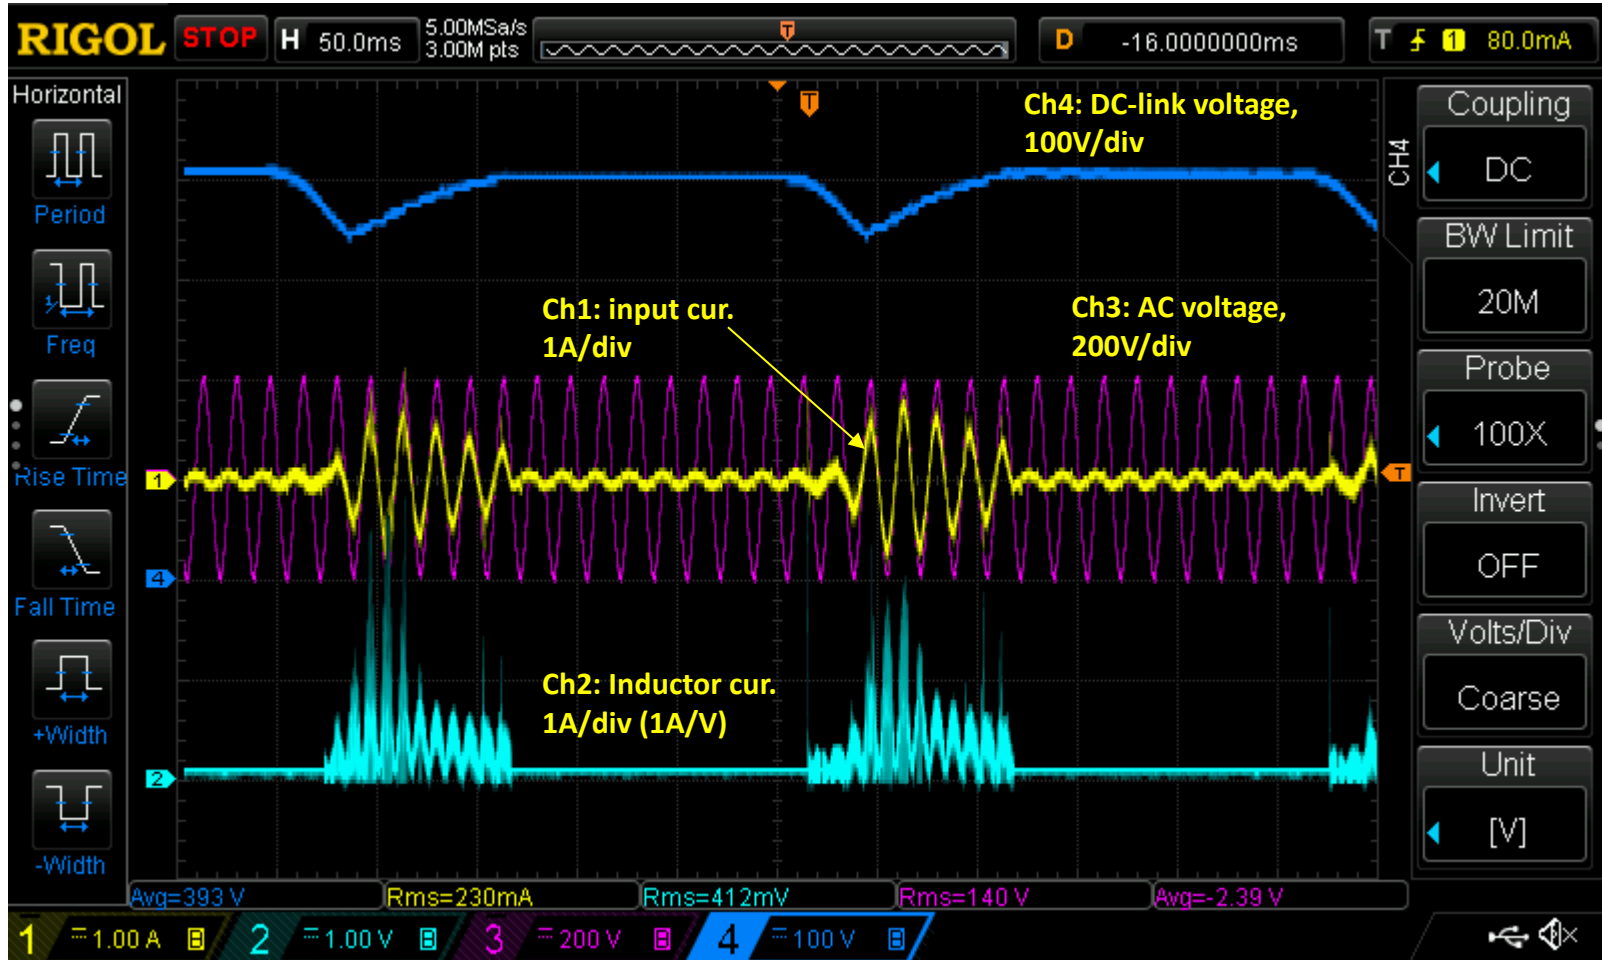 RIGOL STOP H 50.0ms 5.00MSa/s
3.00M pts
T
D -16.0000000ms T 1 80.0mA
Horizontal
Period
Freq
Rise Time
Fall Time
+Width
-Width
T
Ch4: DC-link voltage,
100V/div
Ch1: input cur.
1A/div
Ch3: AC voltage,
200V/div
Ch2: Inductor cur.
1A/div (1A/V)
1
4
2
T
CH4
Coupling
DC
BW Limit
20M
Probe
100X
Invert
OFF
Volts/Div
Coarse
Unit
[V]
Avg=393 V Rms=230mA Rms=412mV Rms=140 V Avg=-2.39 V
1 1.00 A B 2 1.00 V B 3 200 V B 4 100 V B